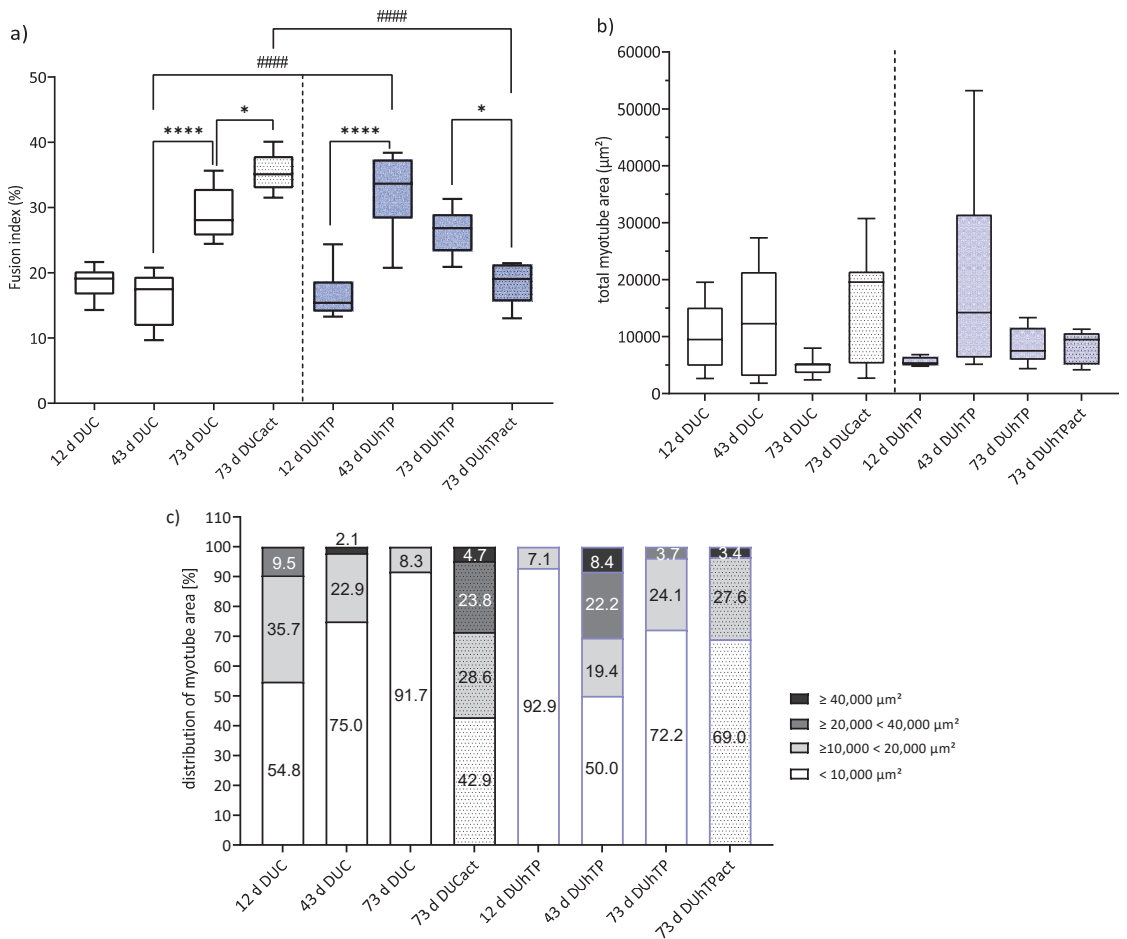 a)
####
####
Fusion index (%)
50
40
30
20
10
0
****
*
****
*
12 d DUC
43 d DUC
73 d DUC
73 d DUCact
12 d DUhTP
43 d DUhTP
73 d DUhTP
73 d DUhTPact
b)
total myotube area (µm²)
60000
50000
40000
30000
20000
10000
0
12 d DUC
43 d DUC
73 d DUC
73 d DUCact
12 d DUhTP
43 d DUhTP
73 d DUhTP
73 d DUhTPact
c)
distribution of myotube area [%]
110
100
90
80
70
60
50
40
30
20
10
0
9.5
35.7
54.8
2.1
22.9
75.0
8.3
91.7
4.7
23.8
28.6
42.9
7.1
92.9
8.4
22.2
19.4
50.0
3.7
24.1
72.2
3.4
27.6
69.0
12 d DUC
43 d DUC
73 d DUC
73 d DUCact
12 d DUhTP
43 d DUhTP
73 d DUhTP
73 d DUhTPact
≥ 40,000 µm²
≥ 20,000 < 40,000 µm²
≥10,000 < 20,000 µm²
< 10,000 µm²